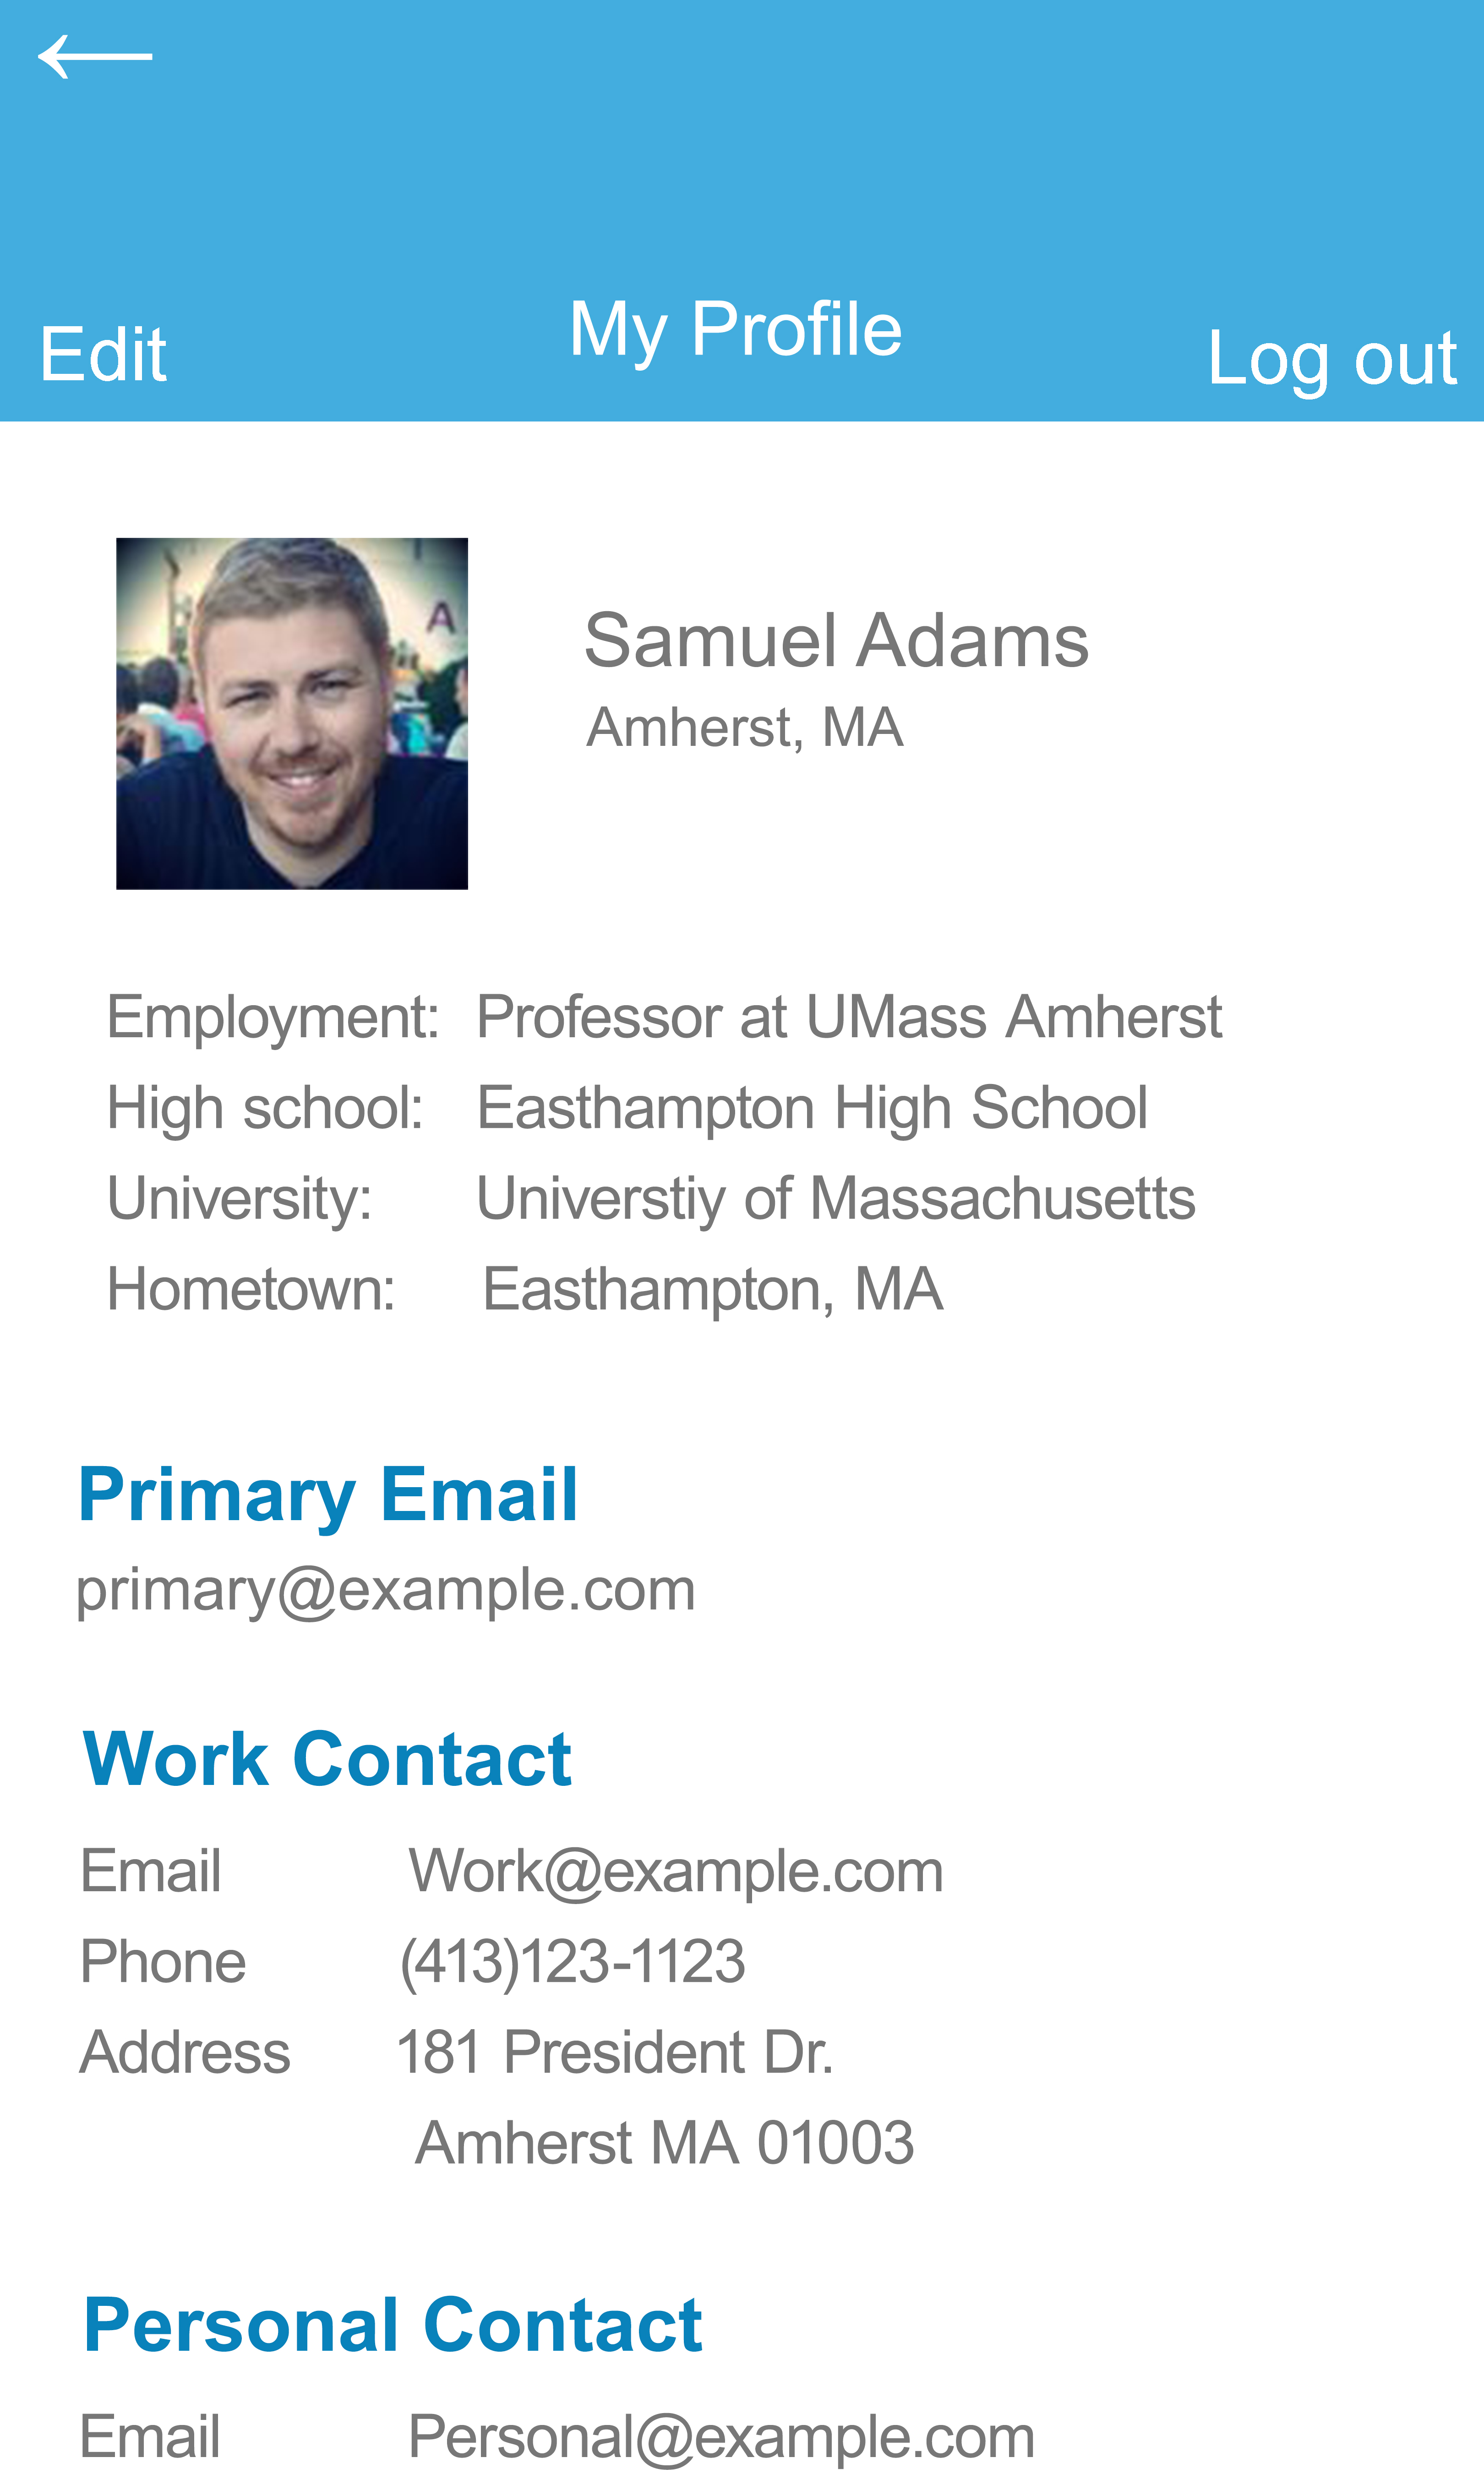 ←
My Profile
Edit
Log out
A
Samuel Adams
Amherst, MA
Employment: Professor at UMass Amherst
High school: Easthampton High School
University: Universtiy of Massachusetts
Hometown: Easthampton, MA
Primary Email
primary@example.com
Work Contact
Email Work@example.com
Phone (413)123-1123
Address 181 President Dr.
Amherst MA 01003
Personal Contact
Email Personal@example.com